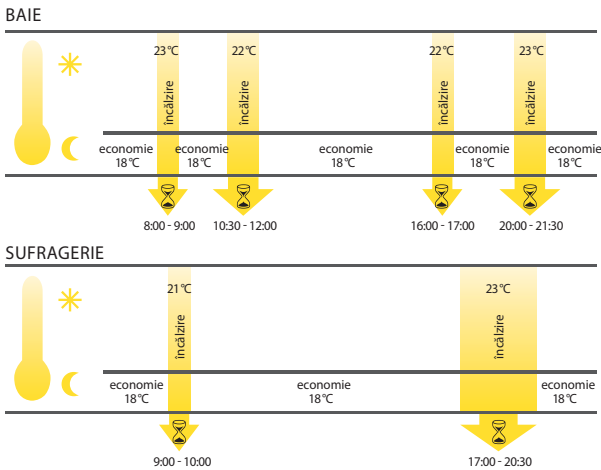 BAIE
23°C 22°C 22°C 23°C
încălzire încălzire încălzire încălzire
economie economie economie economie economie
18°C 18°C 18°C 18°C 18°C
8:00 - 9:00 10:30 - 12:00 16:00 - 17:00 20:00 - 21:30
SUFRAGERIE
21°C 23°C
încălzire încălzire
economie economie economie
18°C 18°C 18°C
9:00 - 10:00 17:00 - 20:30